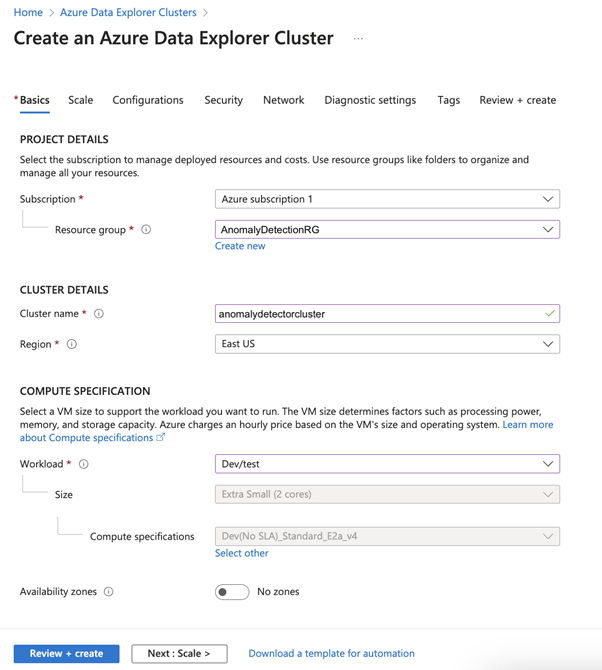 Home > Azure Data Explorer Clusters >
Create an Azure Data Explorer Cluster ...
* Basics Scale Configurations Security Network Diagnostic settings Tags Review + create
PROJECT DETAILS
Select the subscription to manage deployed resources and costs. Use resource groups like folders to organize and
manage all your resources.
Subscription * Azure subscription 1
Resource group * AnomalyDetectionRG
Create new
CLUSTER DETAILS
Cluster name * anomalydetectorcluster
Region * East US
COMPUTE SPECIFICATION
Select a VM size to support the workload you want to run. The VM size determines factors such as processing power,
memory, and storage capacity. Azure charges an hourly price based on the VM's size and operating system. Learn more
about Compute specifications
Workload * Dev/test
Size Extra Small (2 cores)
Compute specifications Dev(No SLA)_Standard_E2a_v4
Select other
Availability zones No zones
Review + create Next : Scale > Download a template for automation